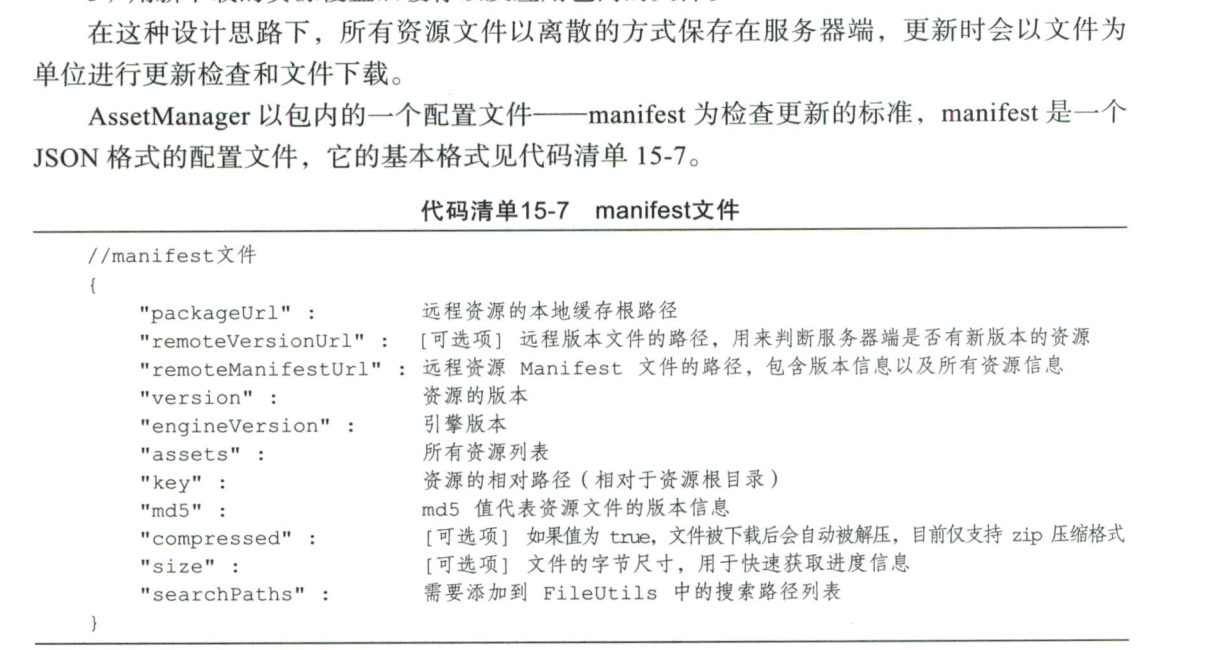 在这种设计思路下，所有资源文件以离散的方式保存在服务器端，更新时会以文件为
单位进行更新检查和文件下载。
AssetManager 以包内的一个配置文件——manifest 为检查更新的标准，manifest 是一个
JSON 格式的配置文件，它的基本格式见代码清单 15-7。
代码清单15-7 manifest文件
//manifest文件
{
"packageUrl" : 远程资源的本地缓存根路径
"remoteVersionUrl" : [可选项] 远程版本文件的路径，用来判断服务器端是否有新版本的资源
"remoteManifestUrl" : 远程资源 Manifest 文件的路径，包含版本信息以及所有资源信息
"version" : 资源的版本
"engineVersion" : 引擎版本
"assets" : 所有资源列表
"key" : 资源的相对路径（相对于资源根目录）
"md5" : md5 值代表资源文件的版本信息
"compressed" : [可选项] 如果值为 true，文件被下载后会自动被解压，目前仅支持 zip 压缩格式
"size" : [可选项] 文件的字节尺寸，用于快速获取进度信息
"searchPaths" : 需要添加到 FileUtils 中的搜索路径列表
}